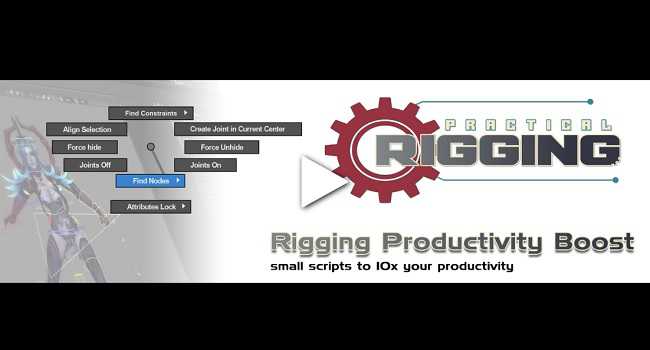 Find Constraints
Align Selection
Create Joint in Current Center
Force hide
Force Unhide
Joints Off
Joints On
Find Nodes
Attributes Lock
PRACTICAL
RIGGING
Rigging Productivity Boost
small scripts to 10x your productivity